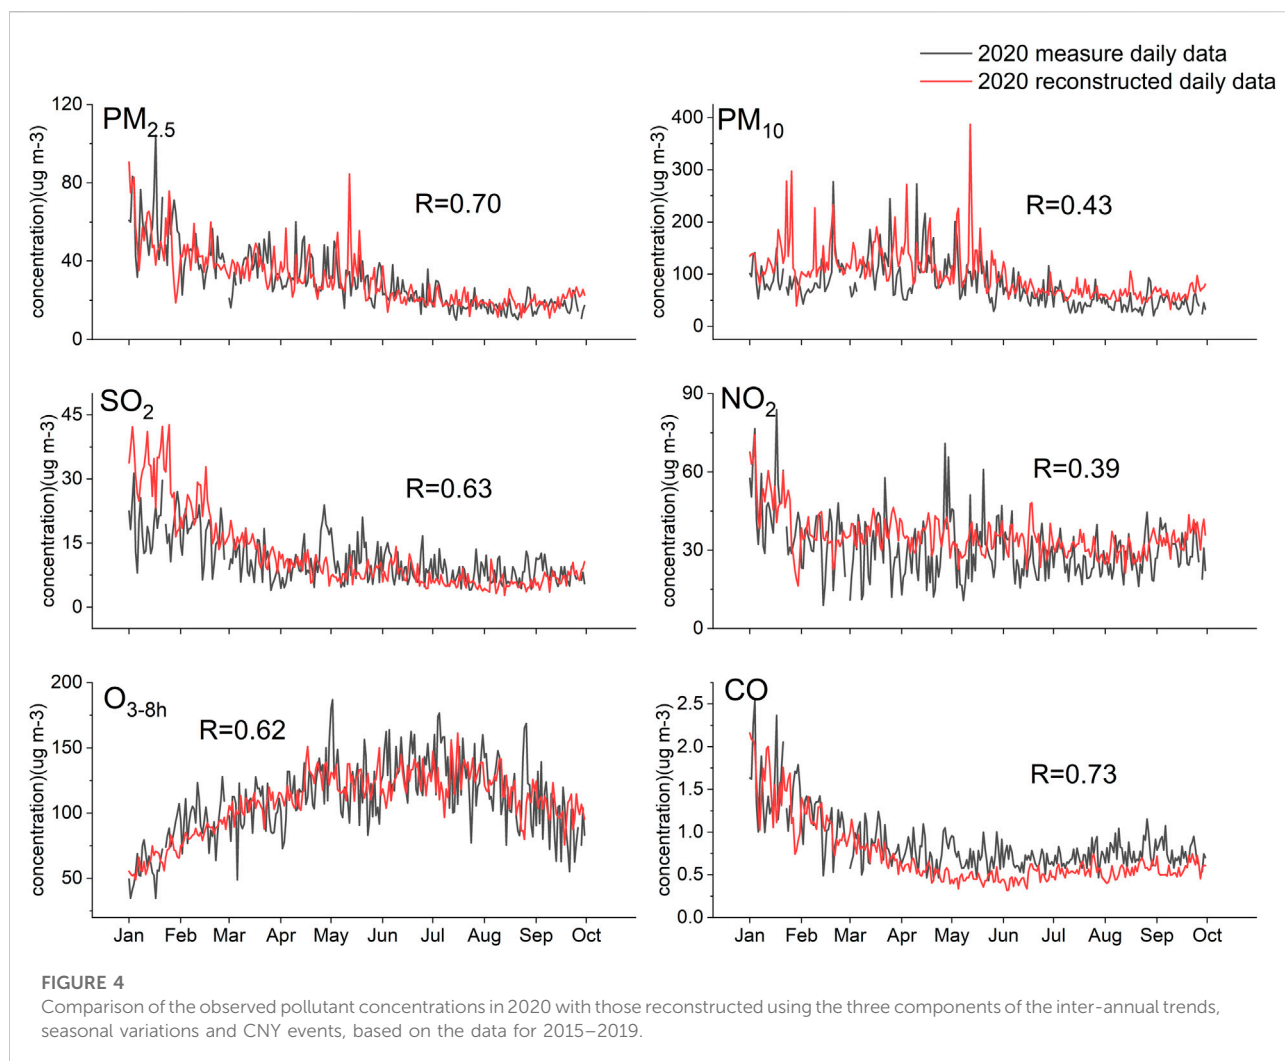 2020 measure daily data
2020 reconstructed daily data
PM2.5
R=0.70
concentration)(ug m-3)
120
80
40
0
PM10
R=0.43
concentration)(ug m-3)
400
300
200
100
0
SO2
R=0.63
concentration)(ug m-3)
45
30
15
0
NO2
R=0.39
concentration)(ug m-3)
90
60
30
0
O3-8h
R=0.62
concentration)(ug m-3)
200
150
100
50
Jan Feb Mar Apr May Jun Jul Aug Sep Oct
CO
R=0.73
concentration)(ug m-3)
2.5
2.0
1.5
1.0
0.5
0.0
Jan Feb Mar Apr May Jun Jul Aug Sep Oct
FIGURE 4
Comparison of the observed pollutant concentrations in 2020 with those reconstructed using the three components of the inter-annual trends,
seasonal variations and CNY events, based on the data for 2015–2019.